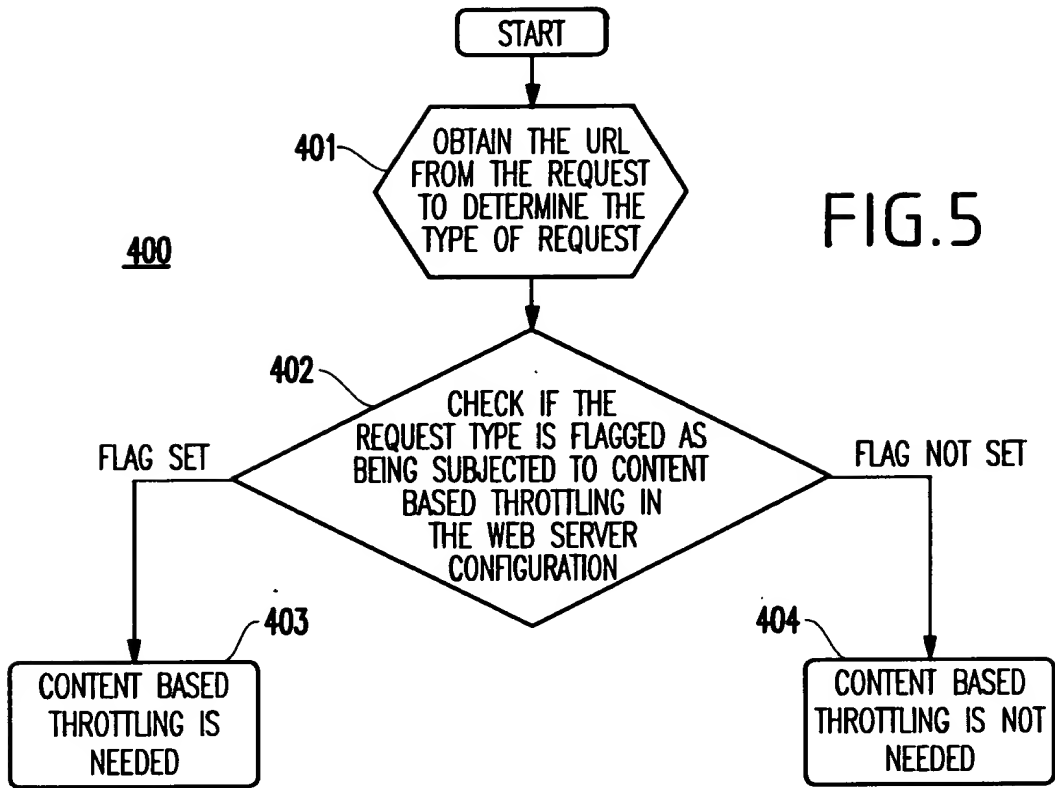 START
401
OBTAIN THE URL
FROM THE REQUEST
TO DETERMINE THE
TYPE OF REQUEST
FIG.5
400
402
CHECK IF THE
REQUEST TYPE IS FLAGGED AS
BEING SUBJECTED TO CONTENT
BASED THROTTLING IN
THE WEB SERVER
CONFIGURATION
FLAG SET
FLAG NOT SET
403
CONTENT BASED
THROTTLING IS
NEEDED
404
CONTENT BASED
THROTTLING IS NOT
NEEDED